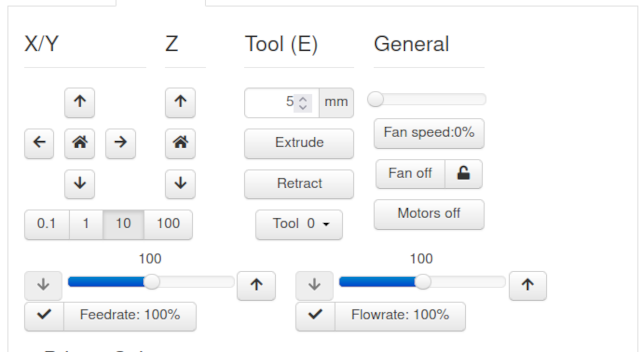 X/Y Z Tool (E) General
5 mm
Extrude
Fan speed:0%
Retract
Fan off
Motors off
0.1 1 10 100
Tool 0
100 100
Feedrate: 100% Flowrate: 100%